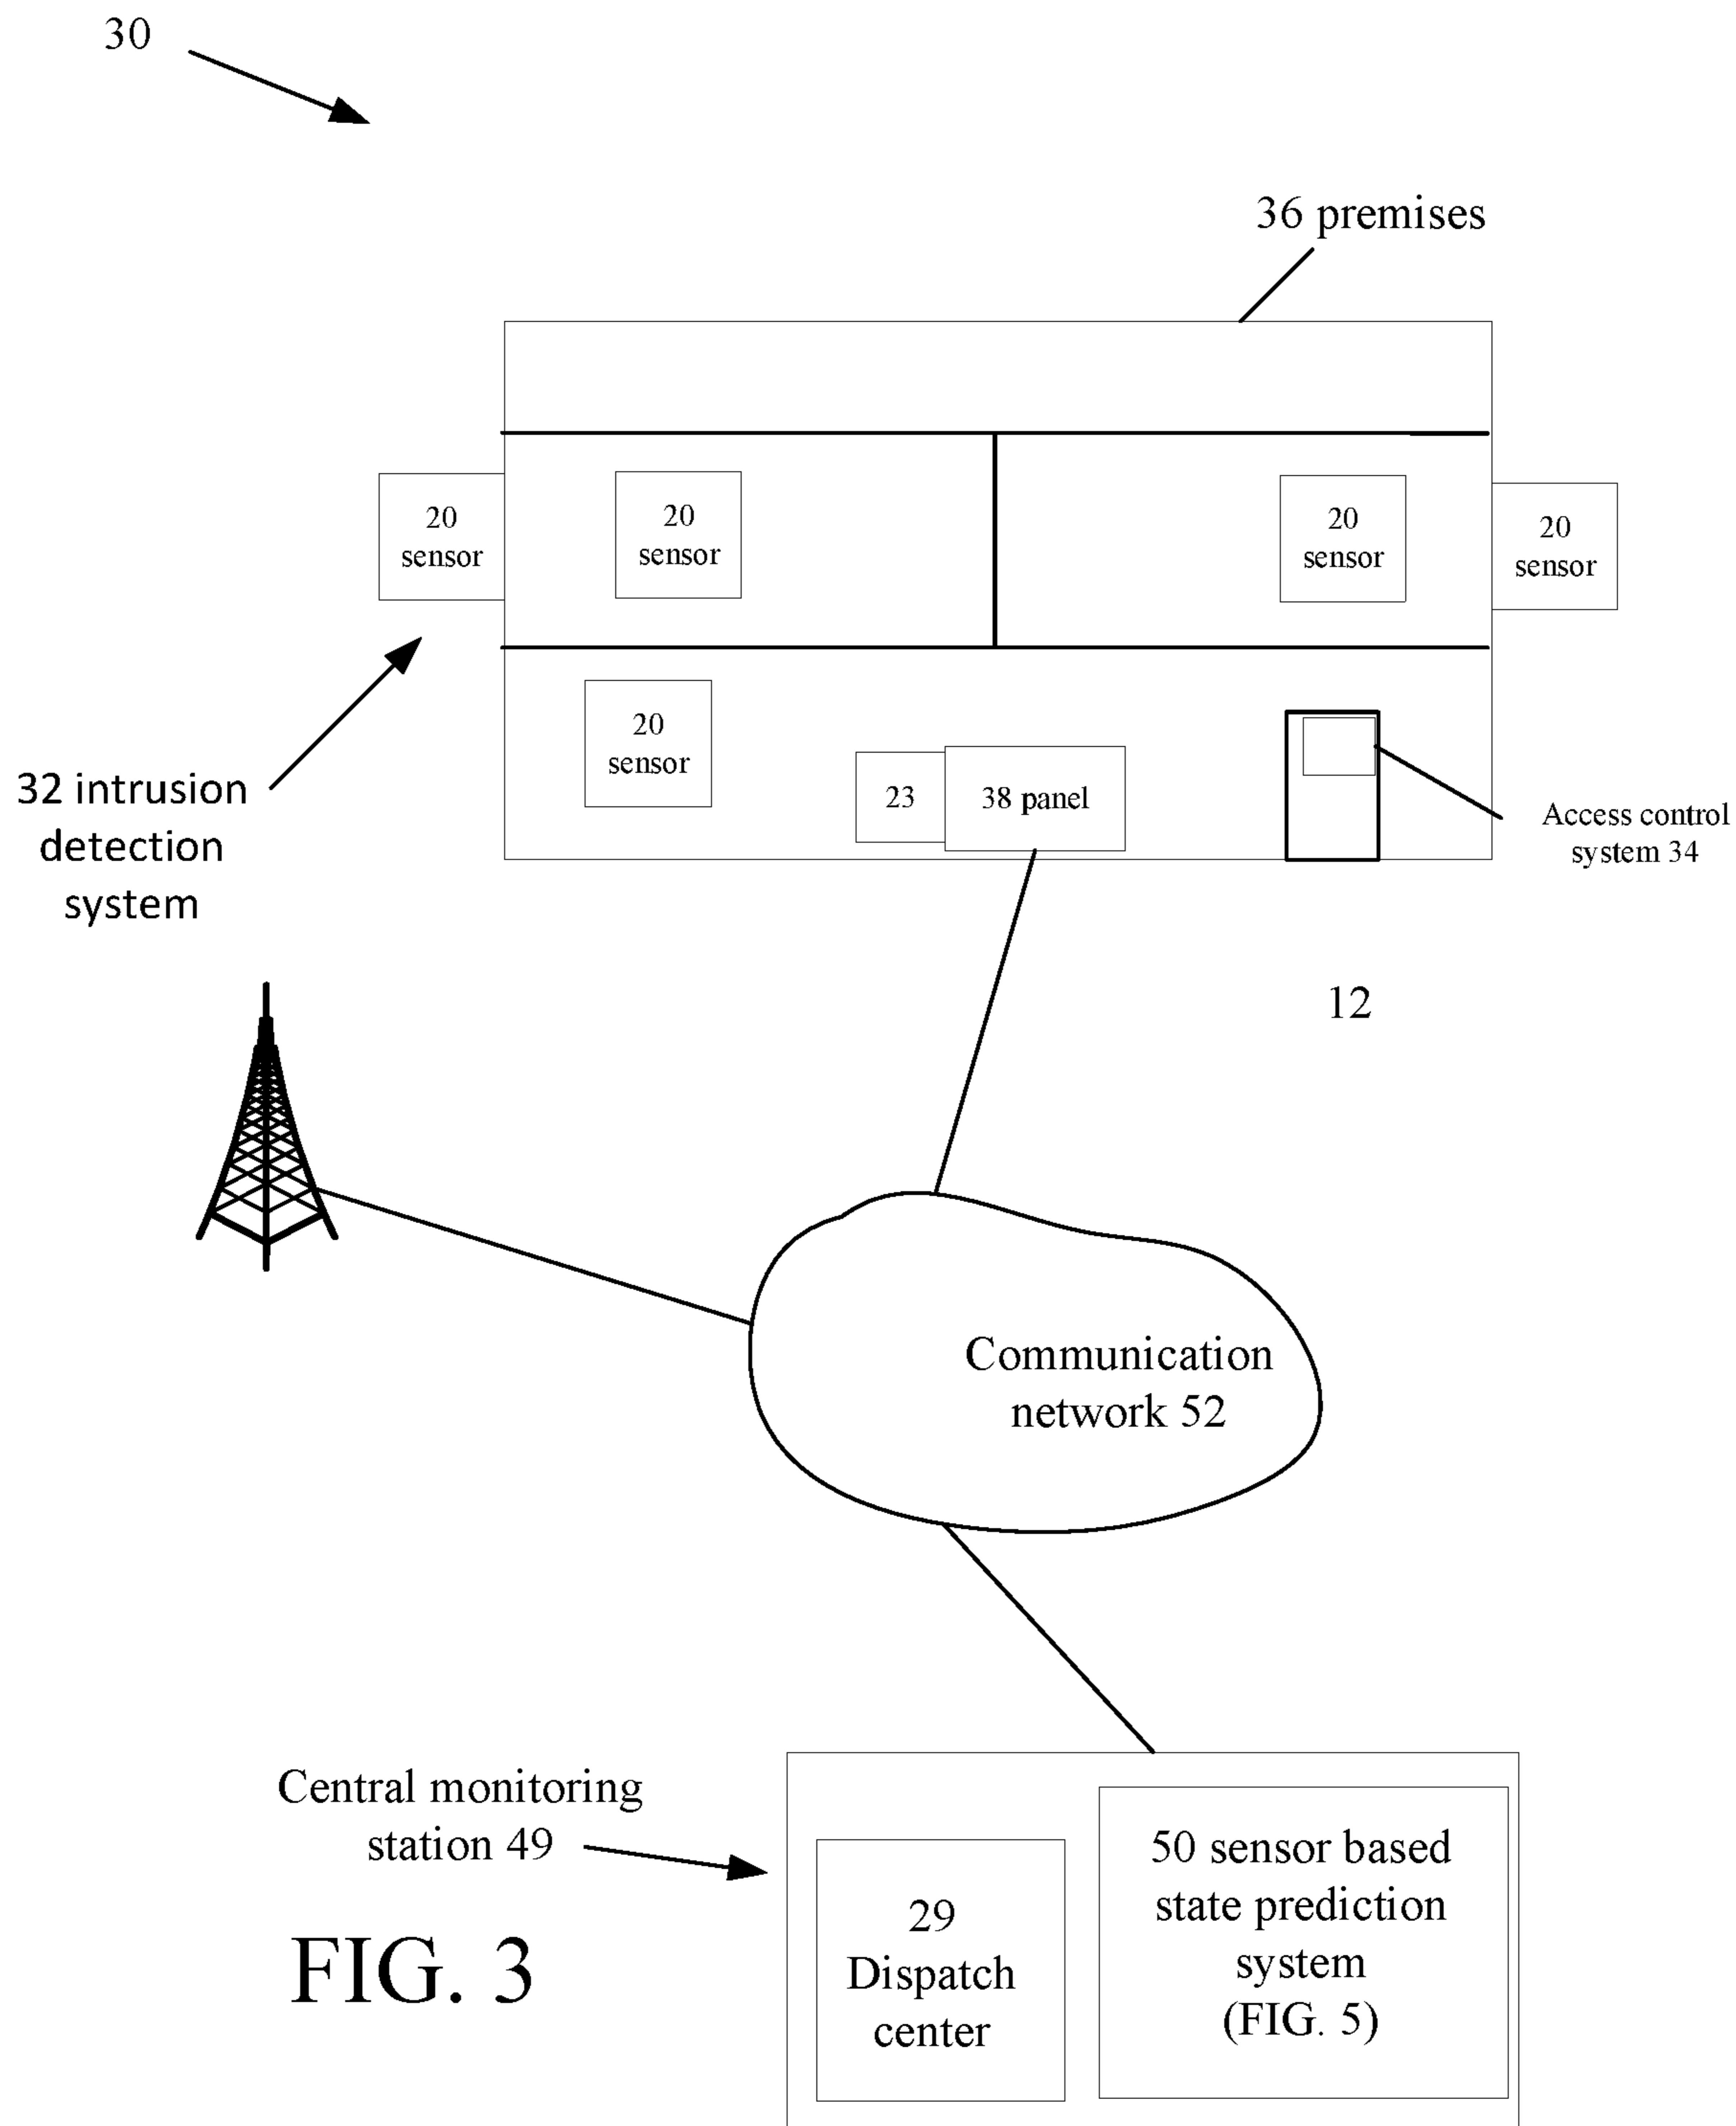 30
36 premises
20
sensor
20
sensor
20
sensor
20
sensor
20
sensor
23
38 panel
32 intrusion
detection
system
Access control
system 34
12
Communication
network 52
Central monitoring
station 49
29
Dispatch
center
50 sensor based
state prediction
system
(FIG. 5)
FIG. 3